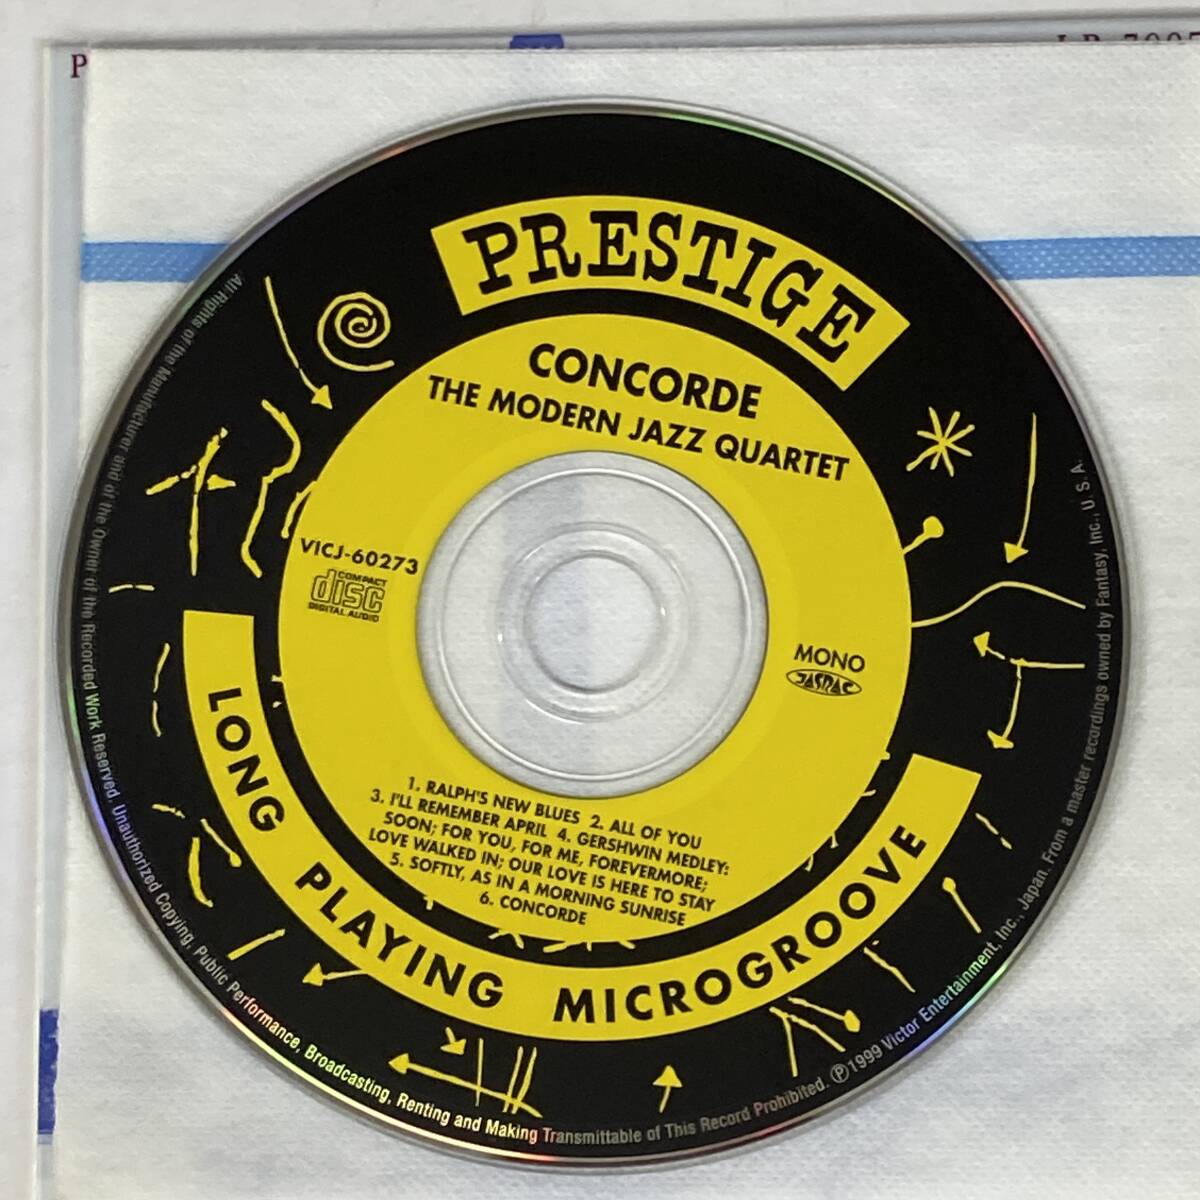 P
LP 7005
PRESTIGE
CONCORDE
THE MODERN JAZZ QUARTET
VICJ-60273
COMPACT
disc
DIGITAL AUDIO
MONO
JASRAC
1. RALPH'S NEW BLUES 2. ALL OF YOU
3. I'LL REMEMBER APRIL 4. GERSHWIN MEDLEY:
SOON; FOR YOU, FOR ME, FOREVERMORE;
LOVE WALKED IN; OUR LOVE IS HERE TO STAY
5. SOFTLY, AS IN A MORNING SUNRISE
6. CONCORDE
LONG PLAYING MICROGROOVE
All Rights of the Manufacturer and of the Owner of the Recorded Work Reserved. Unauthorized Copying, Public Performance, Broadcasting, Renting and Making Transmittable of This Record Prohibited. ℗1999 Victor Entertainment, Inc., Japan. From a master recordings owned by Fantasy, Inc., U.S.A.